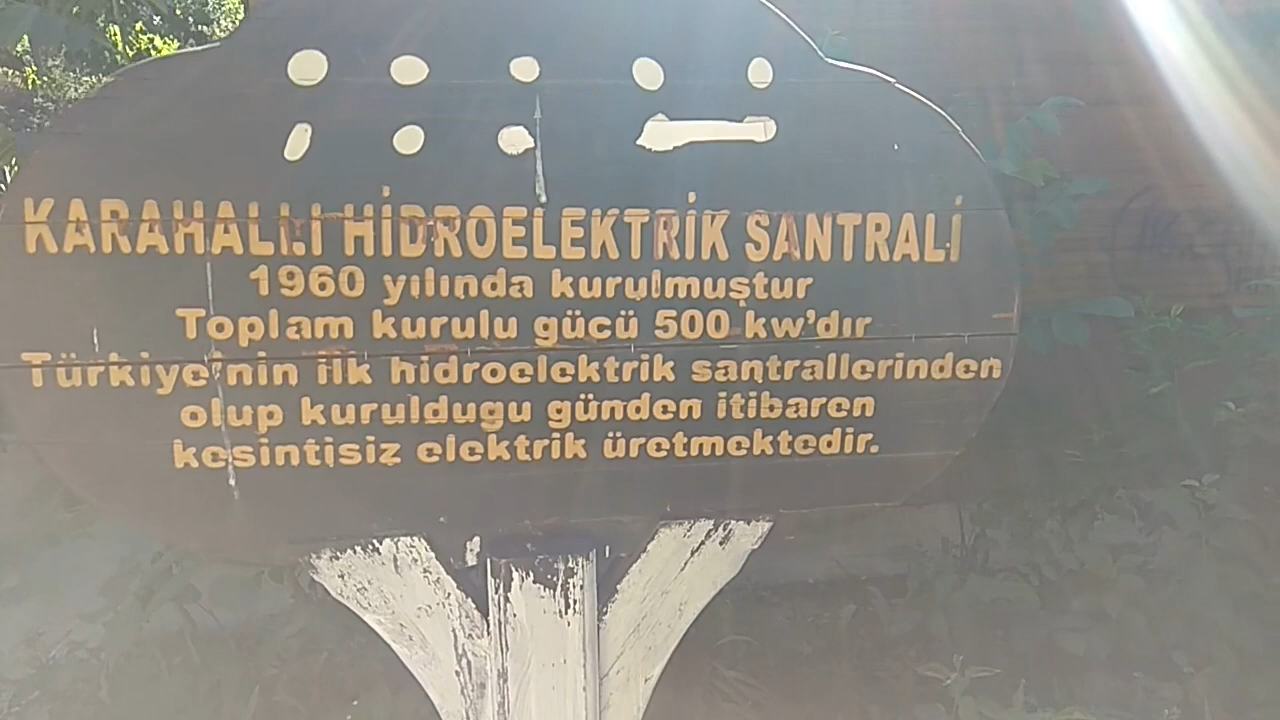 KARAHALLI HİDROELEKTRİK SANTRALİ
1960 yılında kurulmuştur
Toplam kurulu gücü 500 kw'dır
Türkiye'nin ilk hidroelektrik santrallerinden
olup kuruldugu günden itibaren
kesintisiz elektrik üretmektedir.